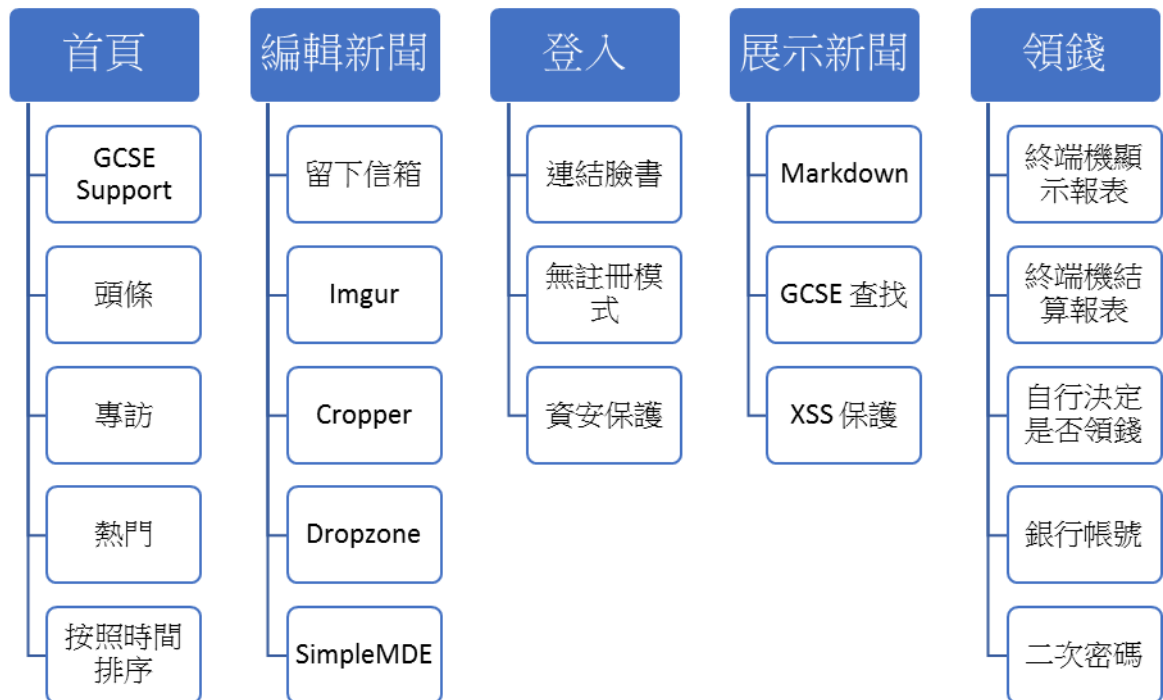 首頁
GCSE
Support
頭條
專訪
熱門
按照時間
排序
編輯新聞
留下信箱
Imgur
Cropper
Dropzone
SimpleMDE
登入
連結臉書
無註冊模
式
資安保護
展示新聞
Markdown
GCSE 查找
XSS 保護
領錢
終端機顯
示報表
終端機結
算報表
自行決定
是否領錢
銀行帳號
二次密碼